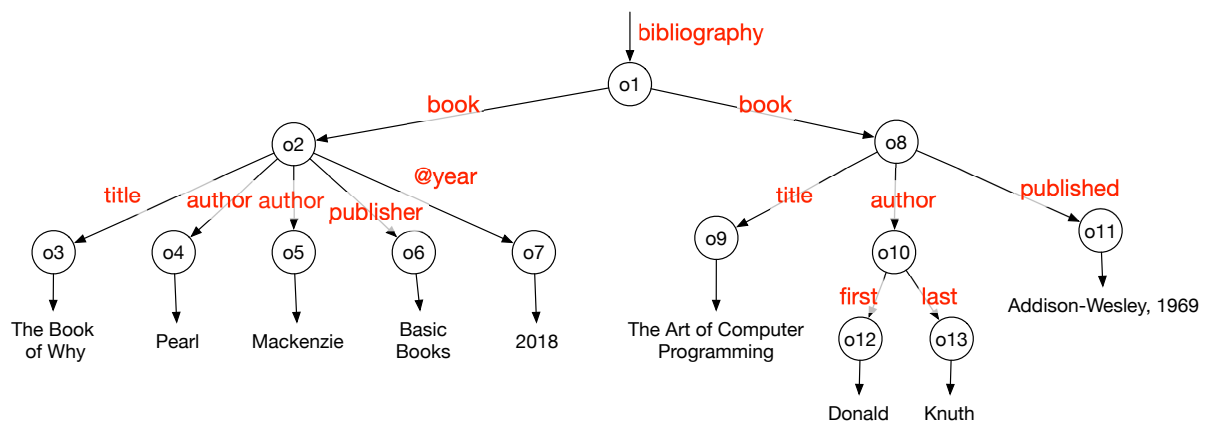 bibliography
o1
book
book
o2
o8
title
author
author
publisher
@year
title
author
published
o3
o4
o5
o6
o7
o9
o10
o11
The Book
of Why
Pearl
Mackenzie
Basic
Books
2018
The Art of Computer
Programming
first
last
Addison-Wesley, 1969
o12
o13
Donald
Knuth